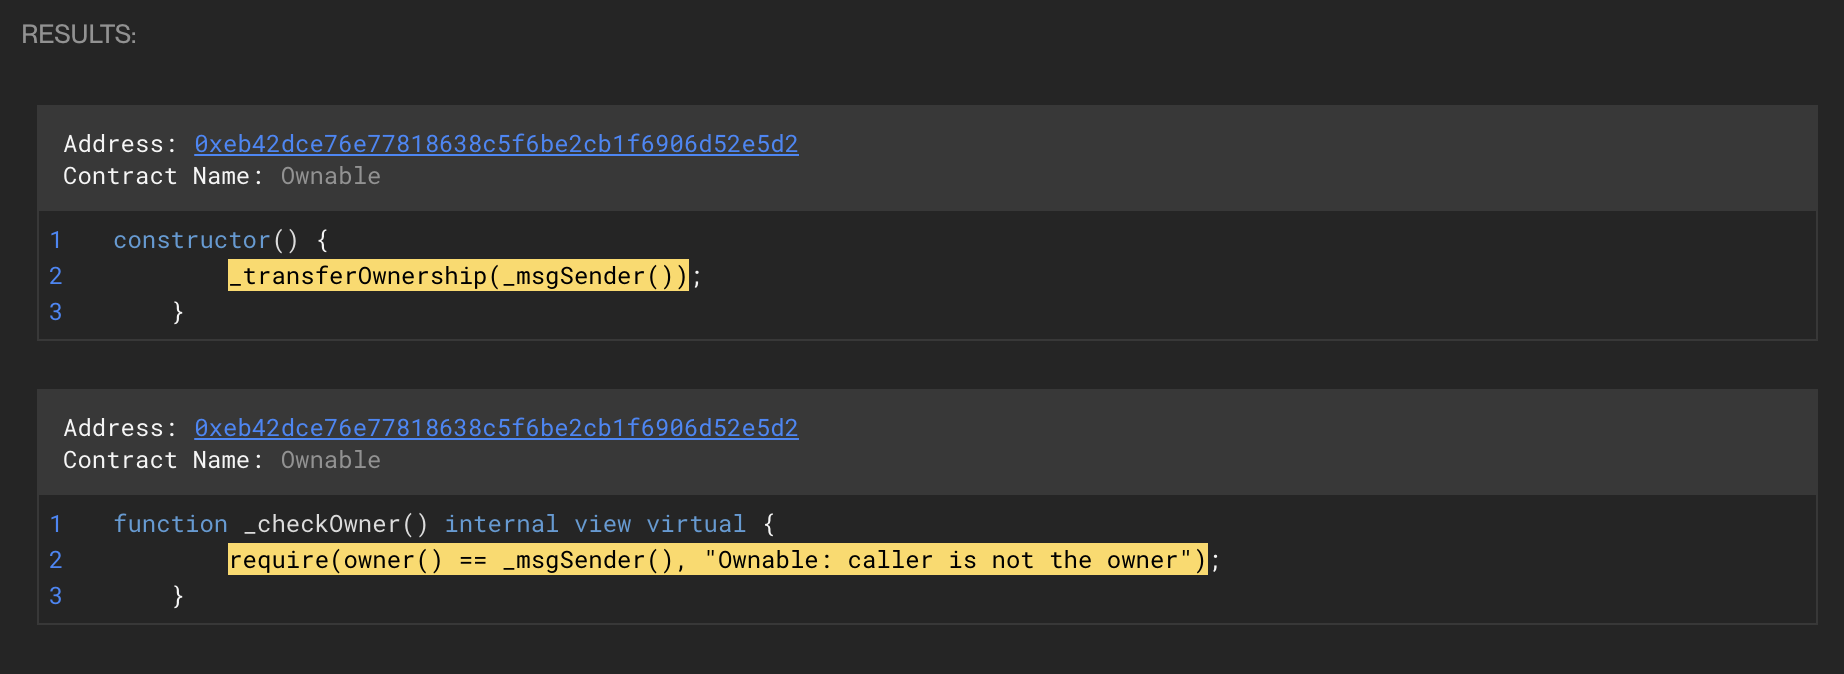 RESULTS:
Address: 0xeb42dce76e77818638c5f6be2cb1f6906d52e5d2
Contract Name: Ownable
1 constructor() {
2 _transferOwnership(_msgSender());
3 }
Address: 0xeb42dce76e77818638c5f6be2cb1f6906d52e5d2
Contract Name: Ownable
1 function _checkOwner() internal view virtual {
2 require(owner() == _msgSender(), "Ownable: caller is not the owner");
3 }